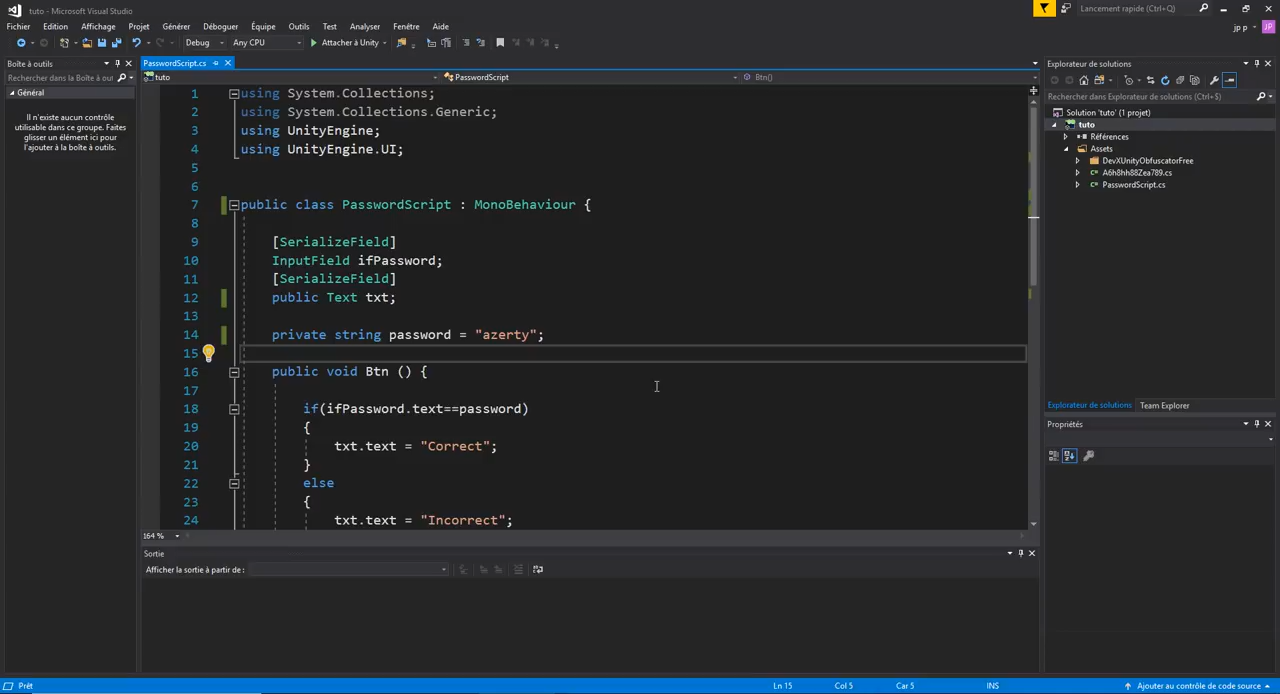 tuto - Microsoft Visual Studio
Lancement rapide (Ctrl+Q)
Fichier Edition Affichage Projet Générer Déboguer Équipe Outils Test Analyser Fenêtre Aide
jp p JP
Debug Any CPU Attacher à Unity
Boîte à outils
Rechercher dans la Boîte à outils
Général
Il n'existe aucun contrôle
utilisable dans ce groupe. Faites
glisser un élément ici pour
l'ajouter à la boîte à outils.
PasswordScript.cs
tuto PasswordScript Btn()
1 using System.Collections;
2 using System.Collections.Generic;
3 using UnityEngine;
4 using UnityEngine.UI;
5
6
7 public class PasswordScript : MonoBehaviour {
8
9 [SerializeField]
10 InputField ifPassword;
11 [SerializeField]
12 public Text txt;
13
14 private string password = "azerty";
15
16 public void Btn () {
17
18 if(ifPassword.text==password)
19 {
20 txt.text = "Correct";
21 }
22 else
23 {
24 txt.text = "Incorrect";
164 %
Sortie
Afficher la sortie à partir de :
Explorateur de solutions
Rechercher dans Explorateur de solutions (Ctrl+$)
Solution 'tuto' (1 projet)
tuto
Références
Assets
DevXUnityObfuscatorFree
A6h8hh88Zea789.cs
PasswordScript.cs
Explorateur de solutions Team Explorer
Propriétés
Prêt Ln 15 Col 5 Car 5 INS Ajouter au contrôle de code source